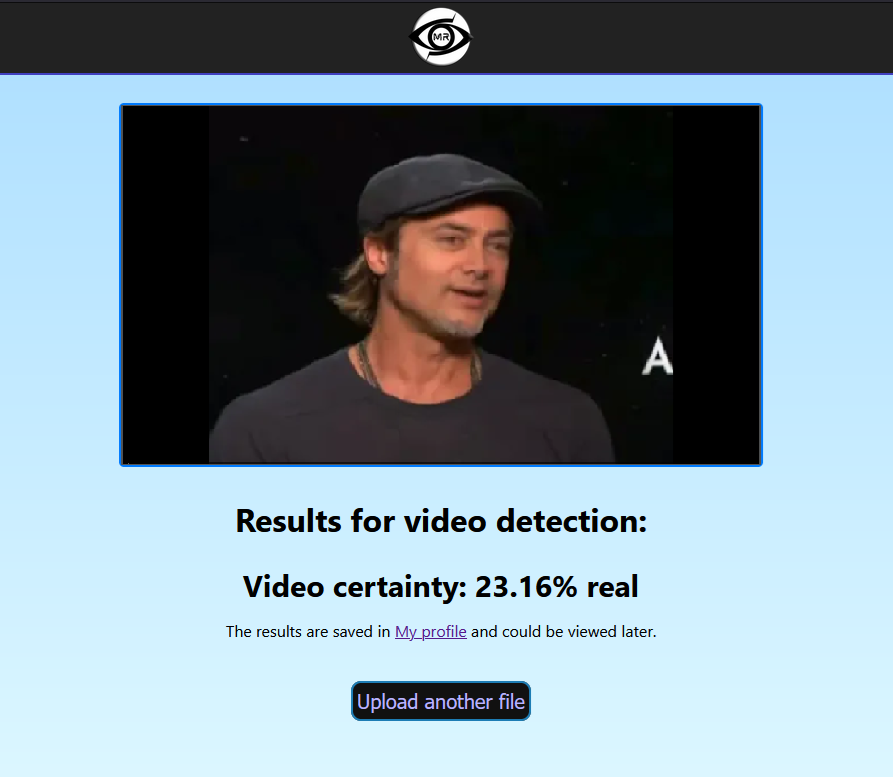 MR
A
Results for video detection:
Video certainty: 23.16% real
The results are saved in My profile and could be viewed later.
Upload another file